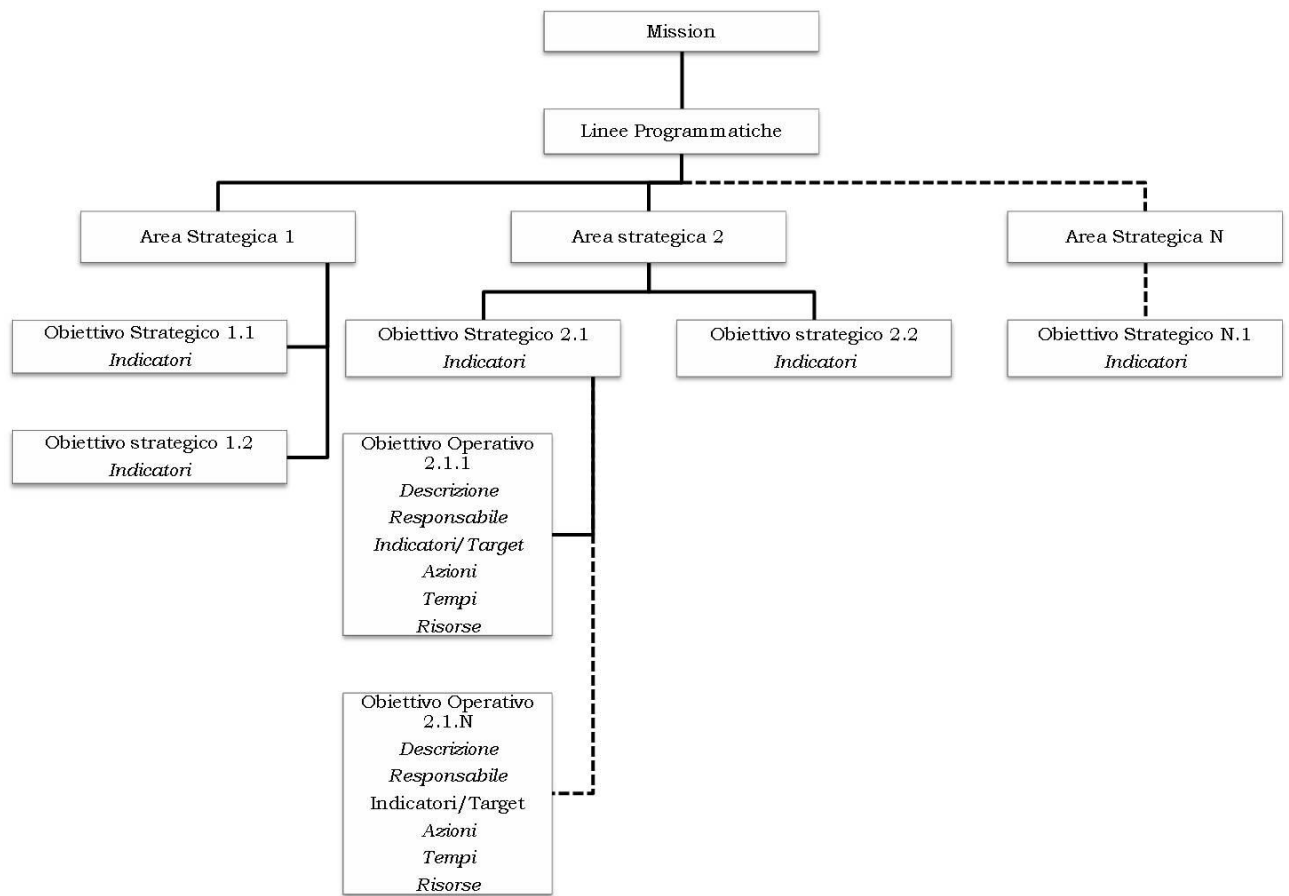 Mission
Linee Programmatiche
Area Strategica 1
Area strategica 2
Area Strategica N
Obiettivo Strategico 1.1
Indicatori
Obiettivo Strategico 2.1
Indicatori
Obiettivo strategico 2.2
Indicatori
Obiettivo Strategico N.1
Indicatori
Obiettivo strategico 1.2
Indicatori
Obiettivo Operativo
2.1.1
Descrizione
Responsabile
Indicatori/Target
Azioni
Tempi
Risorse
Obiettivo Operativo
2.1.N
Descrizione
Responsabile
Indicatori/Target
Azioni
Tempi
Risorse